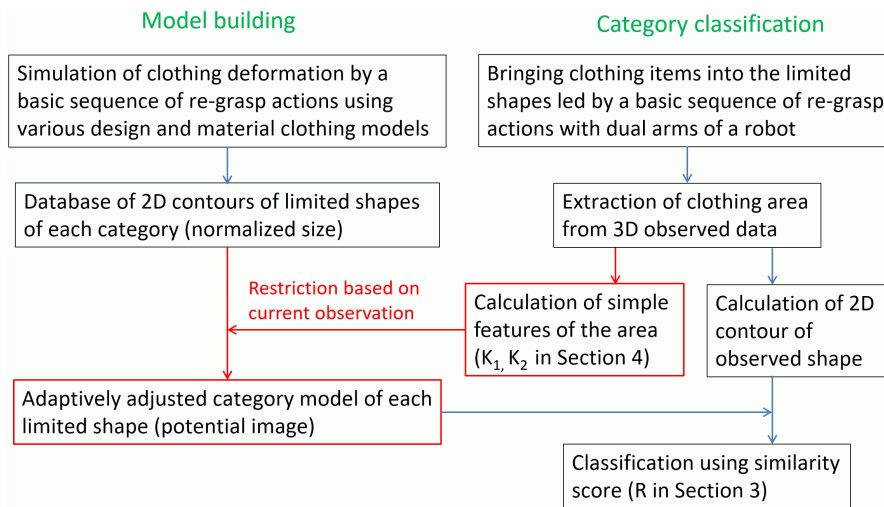 Model building
Simulation of clothing deformation by a
basic sequence of re-grasp actions using
various design and material clothing models
Database of 2D contours of limited shapes
of each category (normalized size)
Restriction based on
current observation
Adaptively adjusted category model of each
limited shape (potential image)
Category classification
Bringing clothing items into the limited
shapes led by a basic sequence of re-grasp
actions with dual arms of a robot
Extraction of clothing area
from 3D observed data
Calculation of simple
features of the area
(K1, K2 in Section 4)
Calculation of 2D
contour of
observed shape
Classification using similarity
score (R in Section 3)